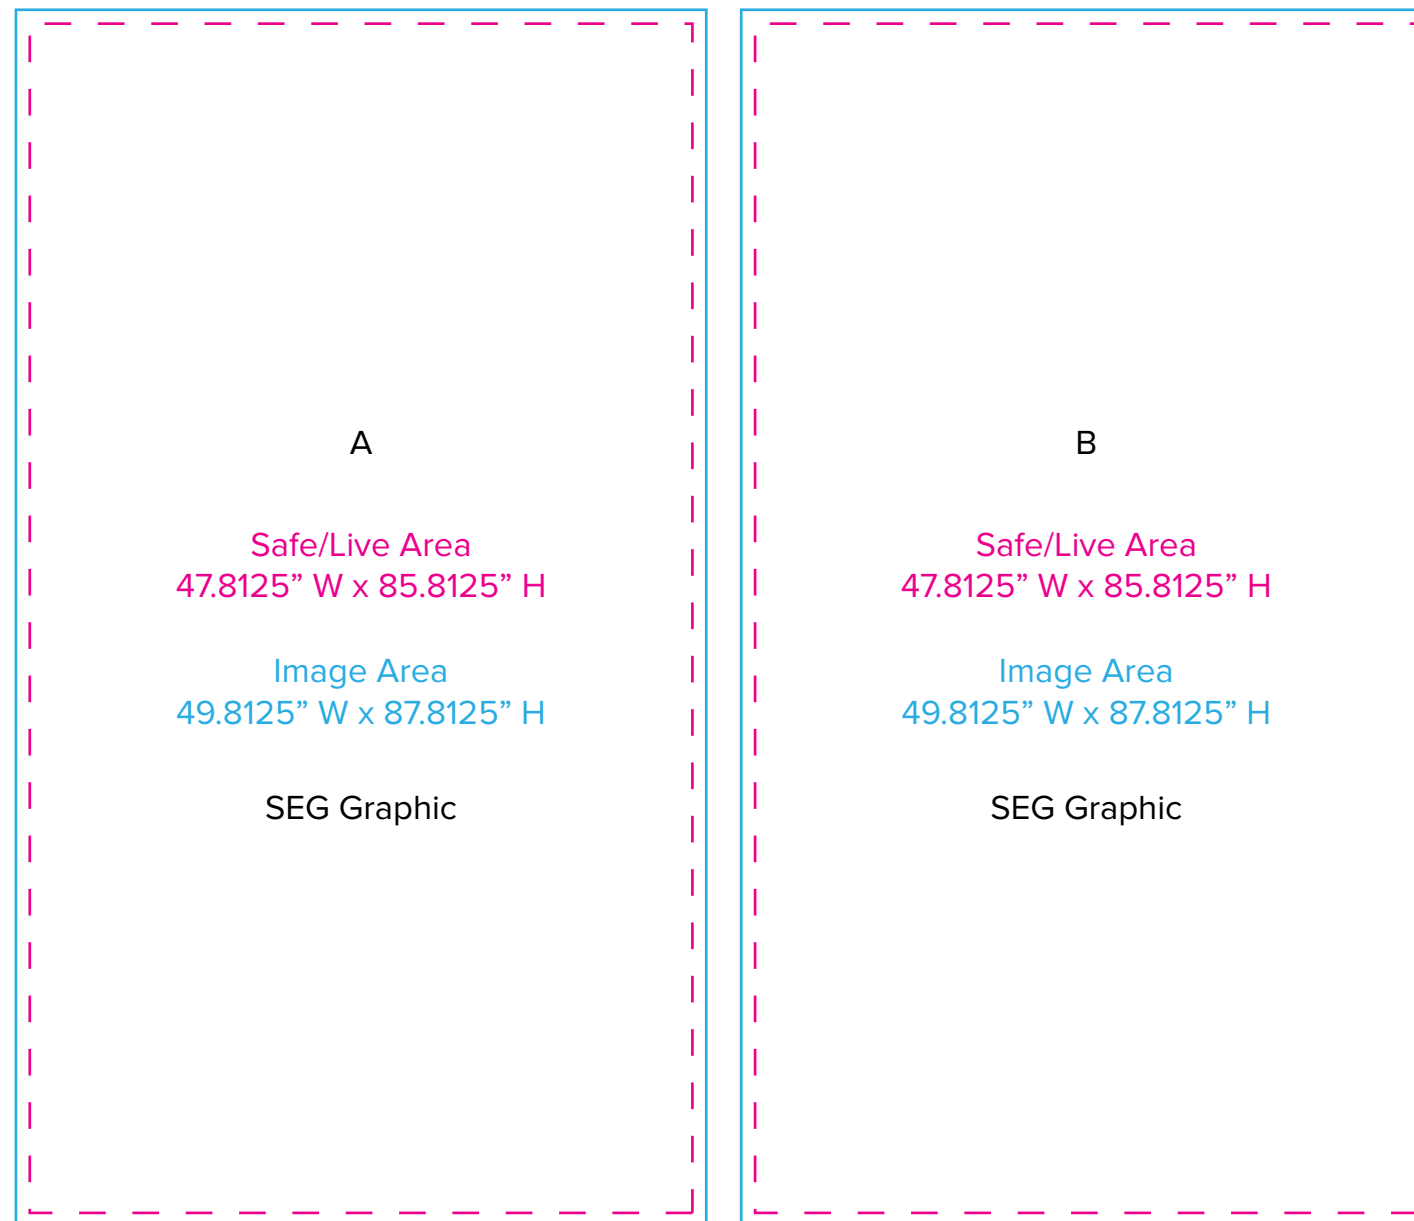 A
Safe/Live Area
47.8125” W x 85.8125” H
Image Area
49.8125” W x 87.8125” H
SEG Graphic
B
Safe/Live Area
47.8125” W x 85.8125” H
Image Area
49.8125” W x 87.8125” H
SEG Graphic